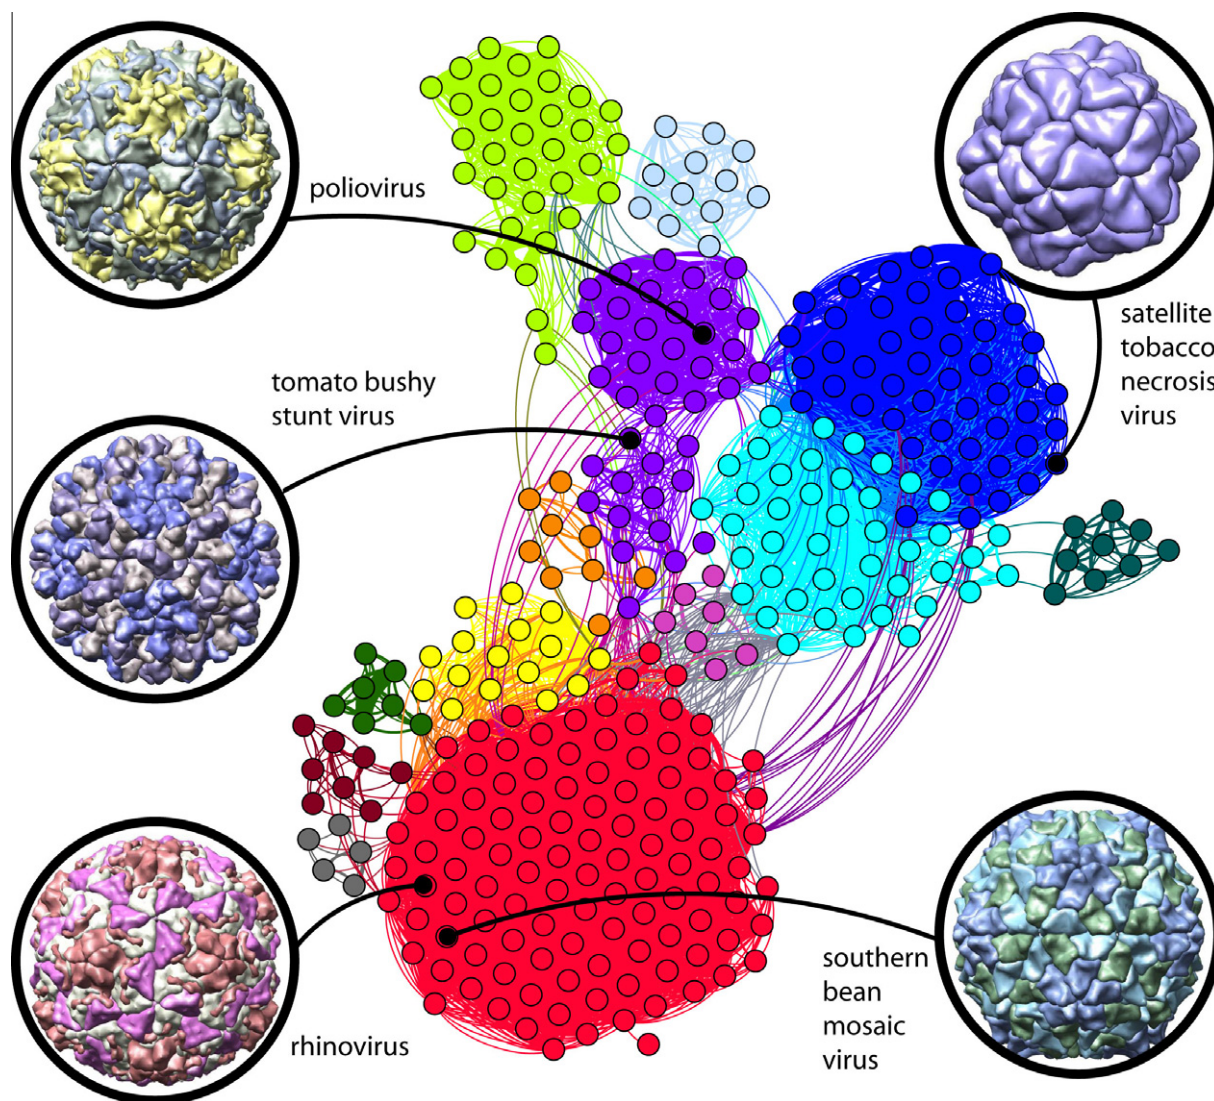 poliovirus
satellite
tobacco
necrosis
virus
tomato bushy
stunt virus
southern
bean
mosaic
virus
rhinovirus